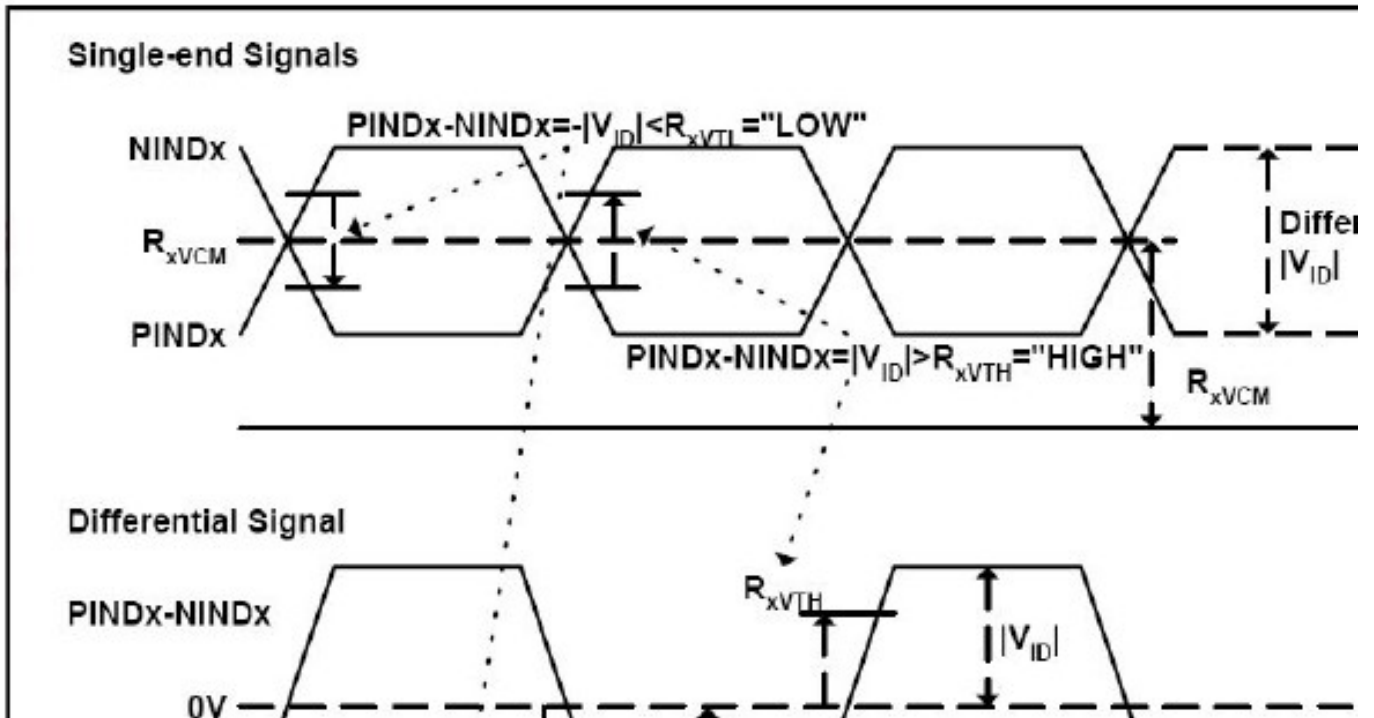 Single-end Signals
PINDx-NINDx=-|VID|<RxVTL="LOW"
NINDx
RxVCM
Differ
|VID|
PINDx
PINDx-NINDx=|VID|>RxVTH="HIGH"
RxVCM
Differential Signal
RxVTH
PINDx-NINDx
|VID|
0V